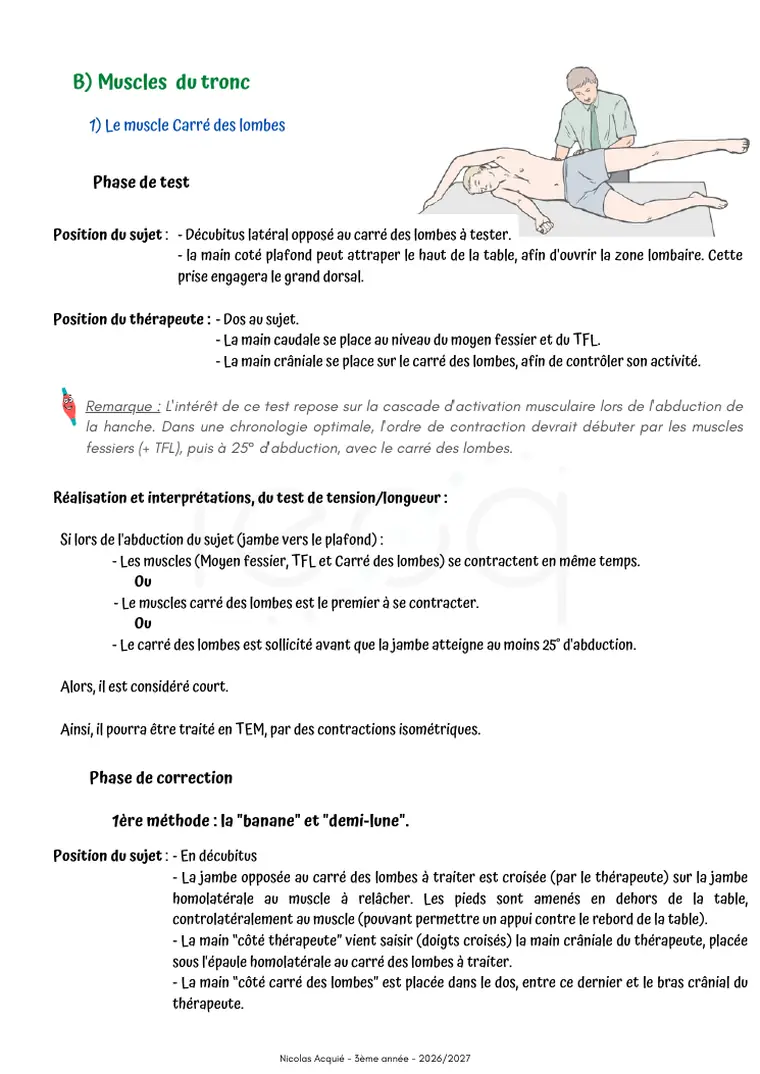 B) Muscles du tronc
1) Le muscle Carré des lombes
Phase de test
Position du sujet : - Décubitus latéral opposé au carré des lombes à tester.
- la main coté plafond peut attraper le haut de la table, afin d'ouvrir la zone lombaire. Cette
prise engagera le grand dorsal.
Position du thérapeute : - Dos au sujet.
- La main caudale se place au niveau du moyen fessier et du TFL.
- La main crâniale se place sur le carré des lombes, afin de contrôler son activité.
Remarque : L'intérêt de ce test repose sur la cascade d'activation musculaire lors de l'abduction de
la hanche. Dans une chronologie optimale, l'ordre de contraction devrait débuter par les muscles
fessiers (+ TFL), puis à 25° d'abduction, avec le carré des lombes.
Réalisation et interprétations, du test de tension/longueur :
Si lors de l'abduction du sujet (jambe vers le plafond) :
- Les muscles (Moyen fessier, TFL et Carré des lombes) se contractent en même temps.
Ou
- Le muscles carré des lombes est le premier à se contracter.
Ou
- Le carré des lombes est sollicité avant que la jambe atteigne au moins 25° d'abduction.
Alors, il est considéré court.
Ainsi, il pourra être traité en TEM, par des contractions isométriques.
Phase de correction
1ère méthode : la "banane" et "demi-lune".
Position du sujet : - En décubitus
- La jambe opposée au carré des lombes à traiter est croisée (par le thérapeute) sur la jambe
homolatérale au muscle à relâcher. Les pieds sont amenés en dehors de la table,
controlatéralement au muscle (pouvant permettre un appui contre le rebord de la table).
- La main "côté thérapeute" vient saisir (doigts croisés) la main crâniale du thérapeute, placée
sous l'épaule homolatérale au carré des lombes à traiter.
- La main "côté carré des lombes" est placée dans le dos, entre ce dernier et le bras crânial du
thérapeute.
Nicolas Acquié - 3ème année - 2026/2027